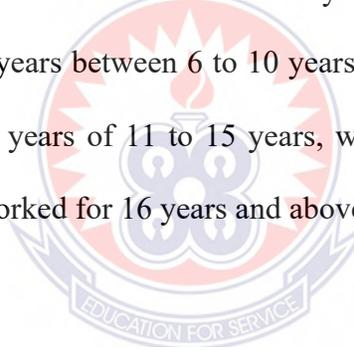 years between 6 to 10 years
years of 11 to 15 years, w
orked for 16 years and above
EDUCATION FOR SERVICE